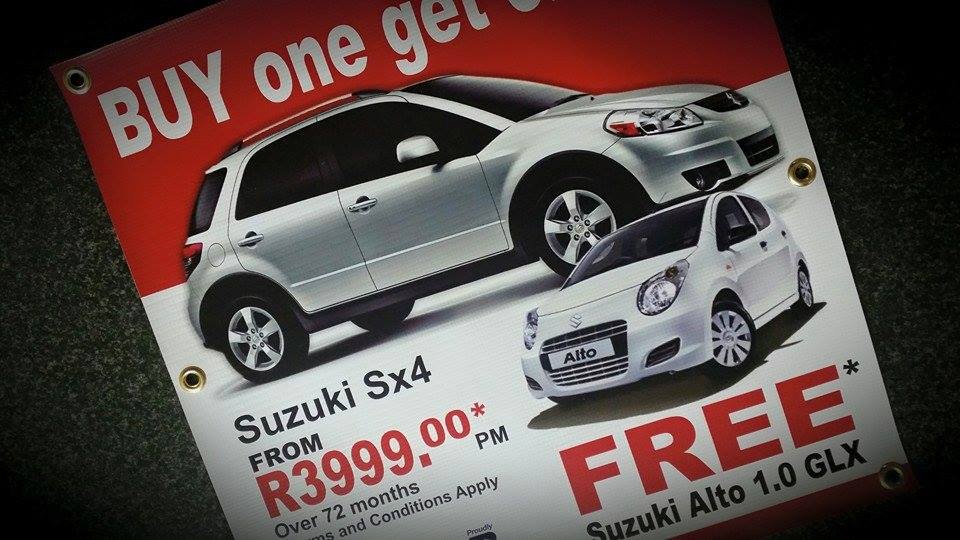 BUY one get
Alto
Suzuki Sx4
FROM
R3999.00* PM
Over 72 months
and Conditions Apply
FREE*
Suzuki Alto 1.0 GLX
Proudly